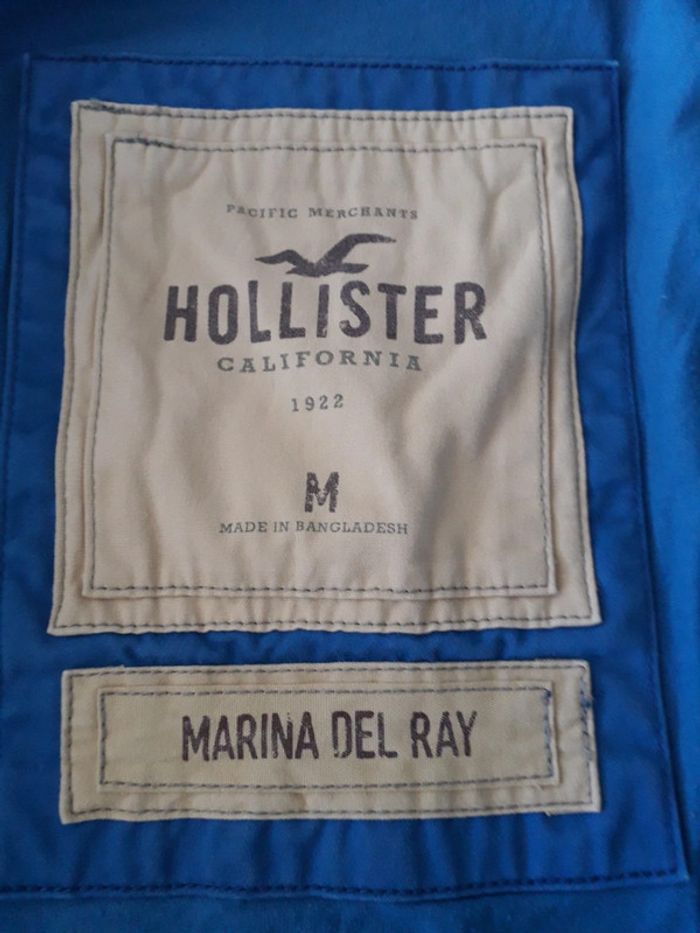 PACIFIC MERCHANTS
HOLLISTER
CALIFORNIA
1922
M
MADE IN BANGLADESH
MARINA DEL RAY